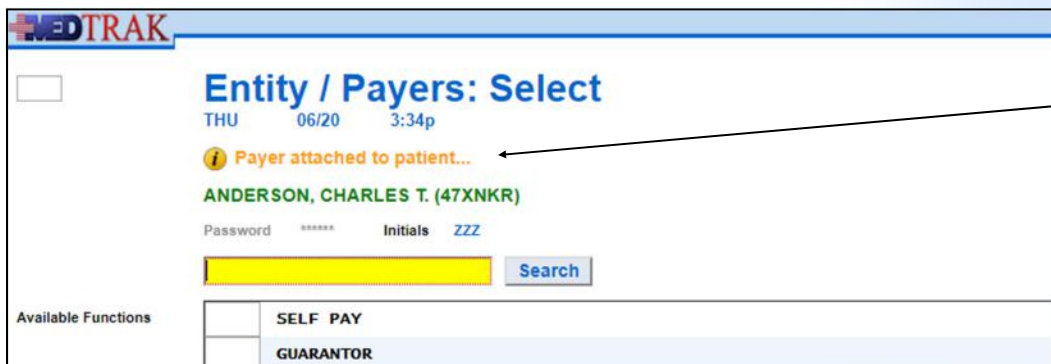 MEDTRAK
Entity / Payers: Select
THU 06/20 3:34p
i Payer attached to patient...
ANDERSON, CHARLES T. (47XNKR)
Password ****** Initials ZZZ
Search
Available Functions
SELF PAY
GUARANTOR